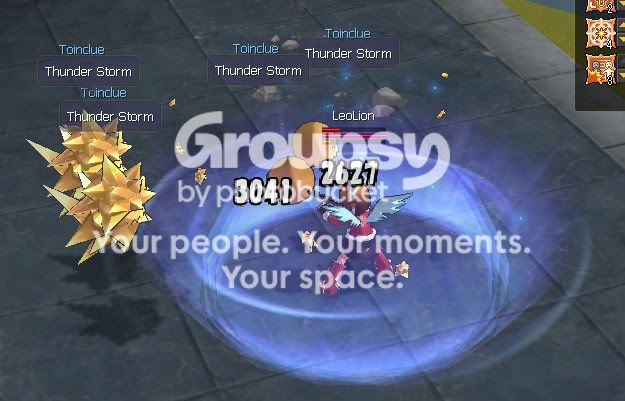 Toinclue
Thunder Storm
Toinclue
Thunder Storm
Toinclue
Thunder Storm
Toinclue
Thunder Storm
LeoLion
3041
2627
Groupsy
by photobucket
Your people. Your moments.
Your space.